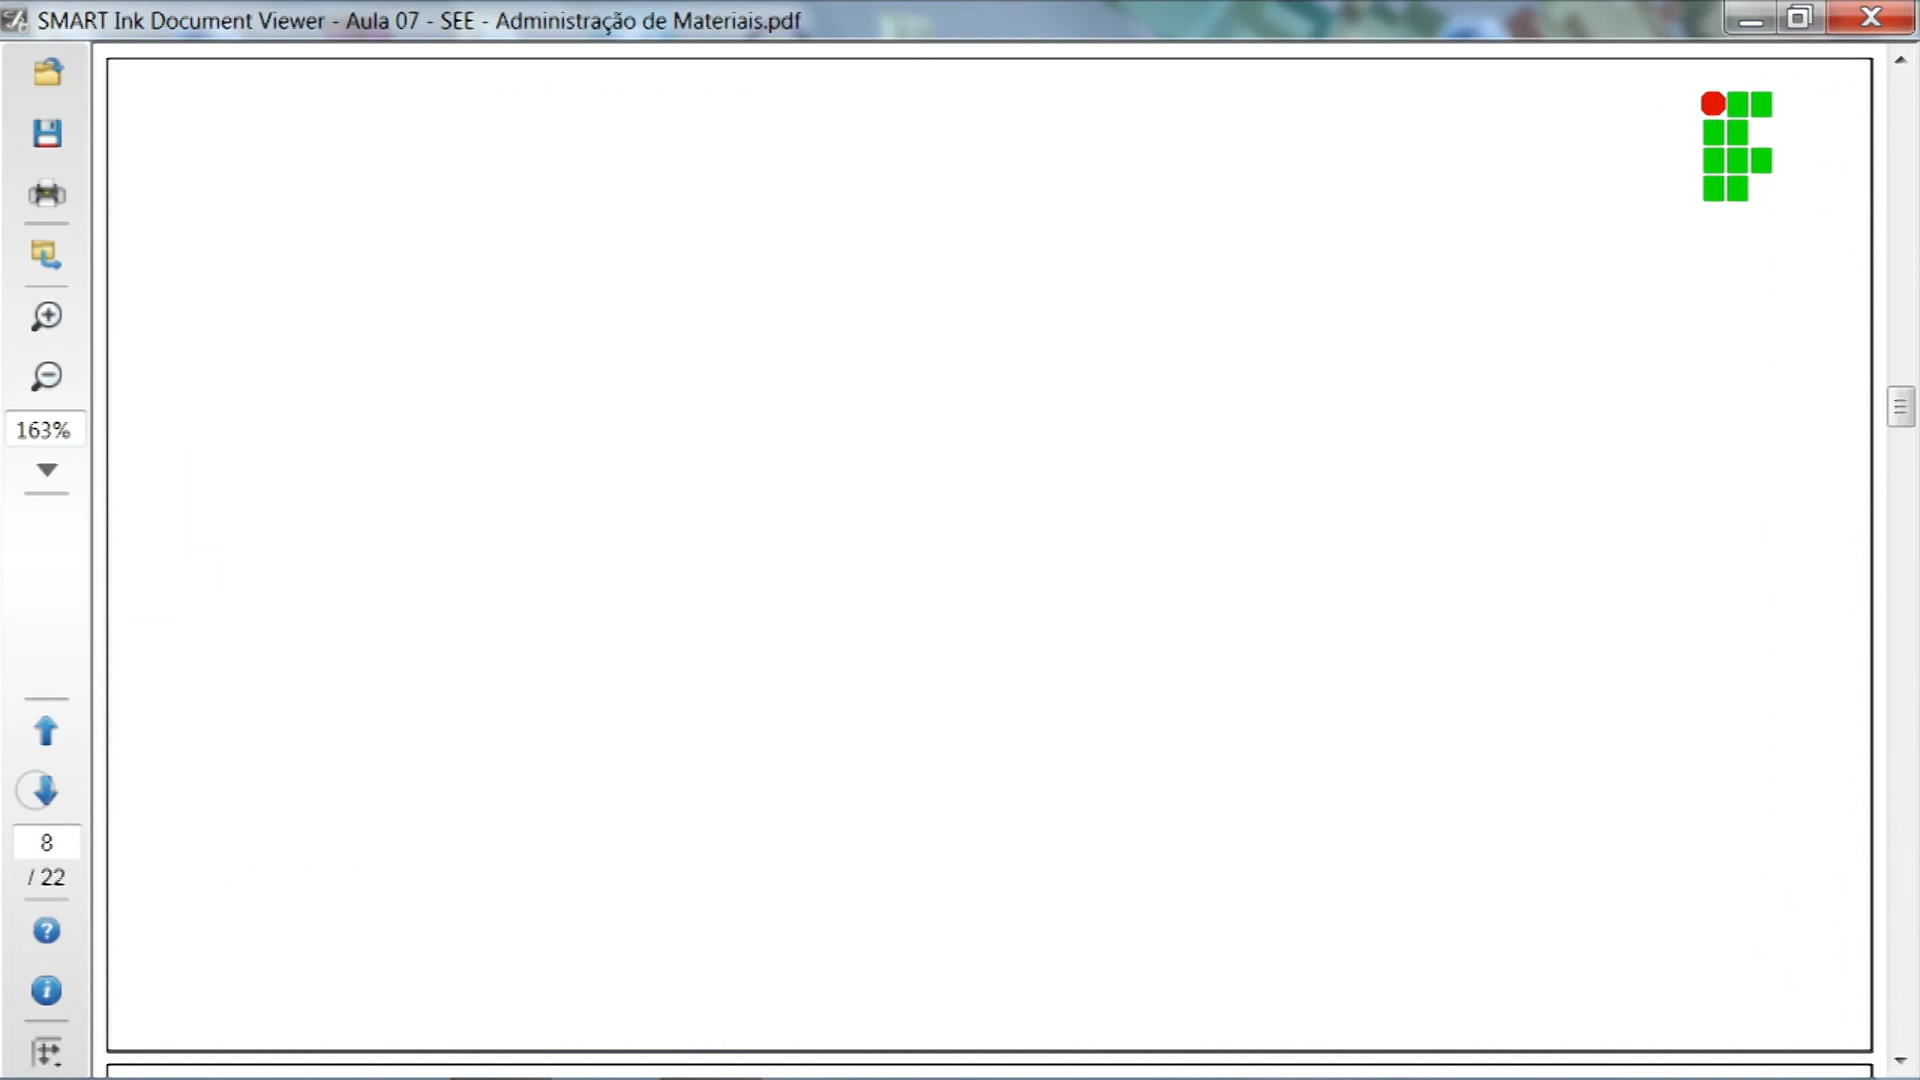 SMART Ink Document Viewer - Aula 07 - SEE - Administração de Materiais.pdf
163%
8
/ 22